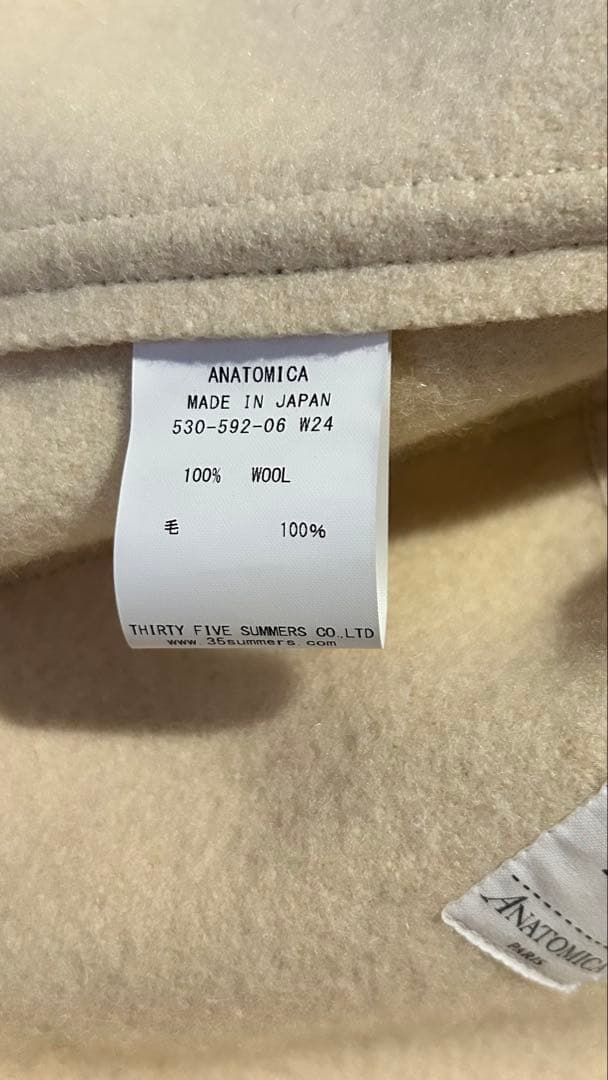 ANATOMICA
MADE IN JAPAN
530-592-06 W24
100% WOOL
毛 100%
THIRTY FIVE SUMMERS CO.,LTD
www.35summers.com
ANATOMICA
PARIS